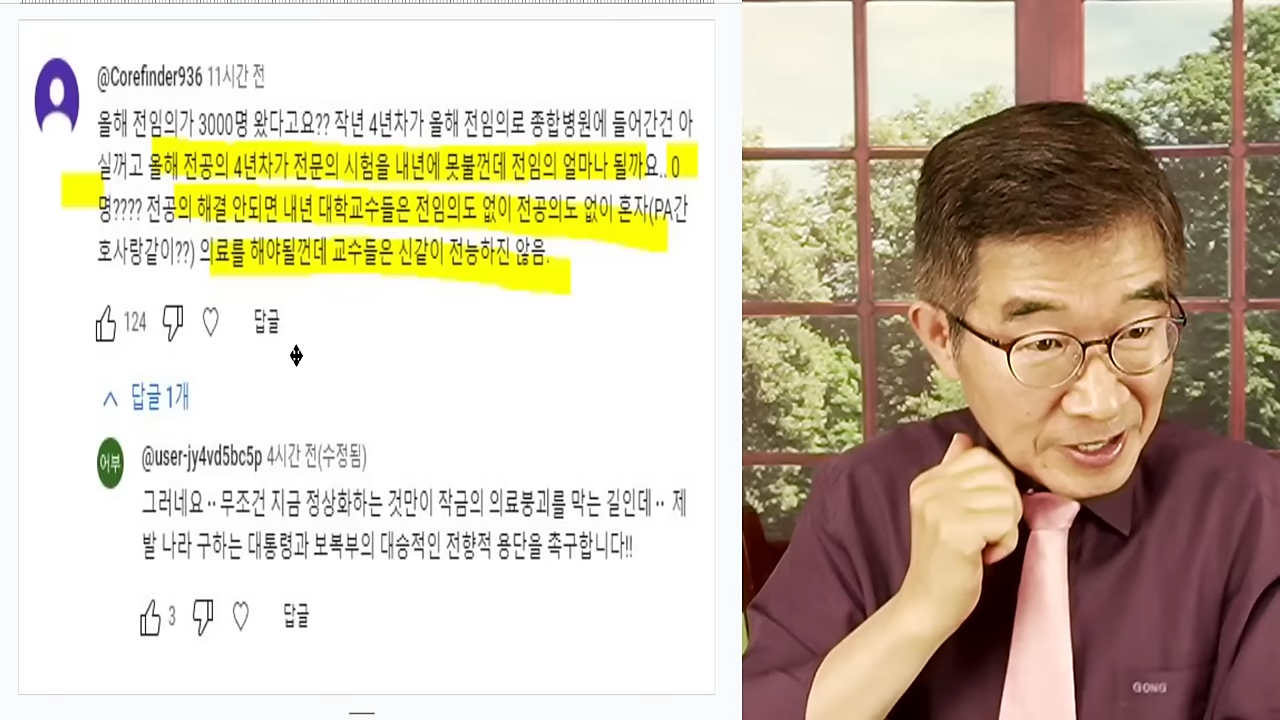 @Corefinder936 11시간 전
올해 전임의가 3000명 왔다고요?? 작년 4년차가 올해 전임의로 종합병원에 들어간건 아
실꺼고 올해 전공의 4년차가 전문의 시험을 내년에 못볼껀데 전임의 얼마나 될까요.. 0
명???? 전공의 해결 안되면 내년 대학교수들은 전임의도 없이 전공의도 없이 혼자(PA간
호사랑같이??) 의료를 해야될껀데 교수들은 신같이 전능하진 않음.
124 답글
답글 1개
어부
@user-jy4vd5bc5p 4시간 전(수정됨)
그러네요·· 무조건 지금 정상화하는 것만이 작금의 의료붕괴를 막는 길인데·· 제
발 나라 구하는 대통령과 보복부의 대승적인 전향적 용단을 촉구합니다!!
3 답글
GONG